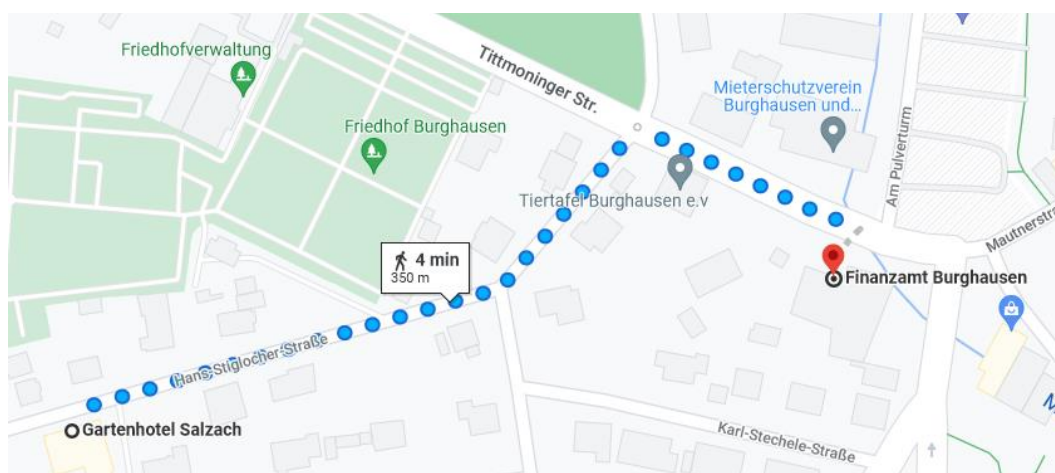 Friedhofverwaltung
Tittmoninger Str.
Mieterschutzverein
Burghausen und...
Friedhof Burghausen
Am Pulverturm
Tiertafel Burghausen e.v
4 min
350 m
Finanzamt Burghausen
Hans-Stiglocher-Straße
Gartenhotel Salzach
Karl-Stechele-Straße